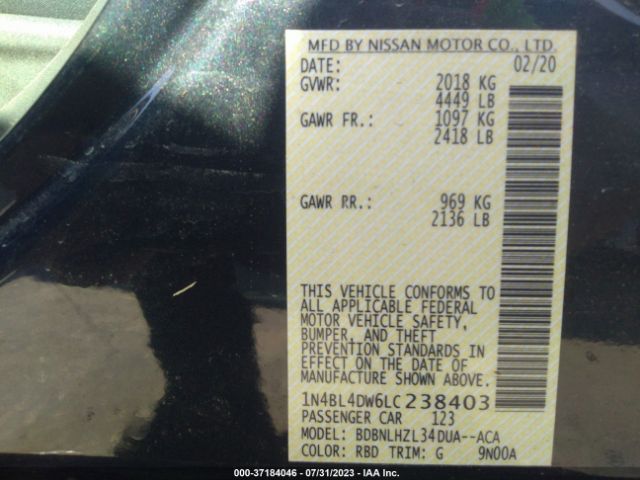 MFD BY NISSAN MOTOR CO., LTD.
DATE: 02/20
GVWR: 2018 KG
4449 LB
GAWR FR.: 1097 KG
2418 LB
GAWR RR.: 969 KG
2136 LB
THIS VEHICLE CONFORMS TO
ALL APPLICABLE FEDERAL
MOTOR VEHICLE SAFETY,
BUMPER, AND THEFT
PREVENTION STANDARDS IN
EFFECT ON THE DATE OF
MANUFACTURE SHOWN ABOVE.
1N4BL4DW6LC238403
PASSENGER CAR 123
MODEL: BDBNLHZL34DUA--ACA
COLOR: RBD TRIM: G 9N00A
000-37184046 - 07/31/2023 - IAA Inc.